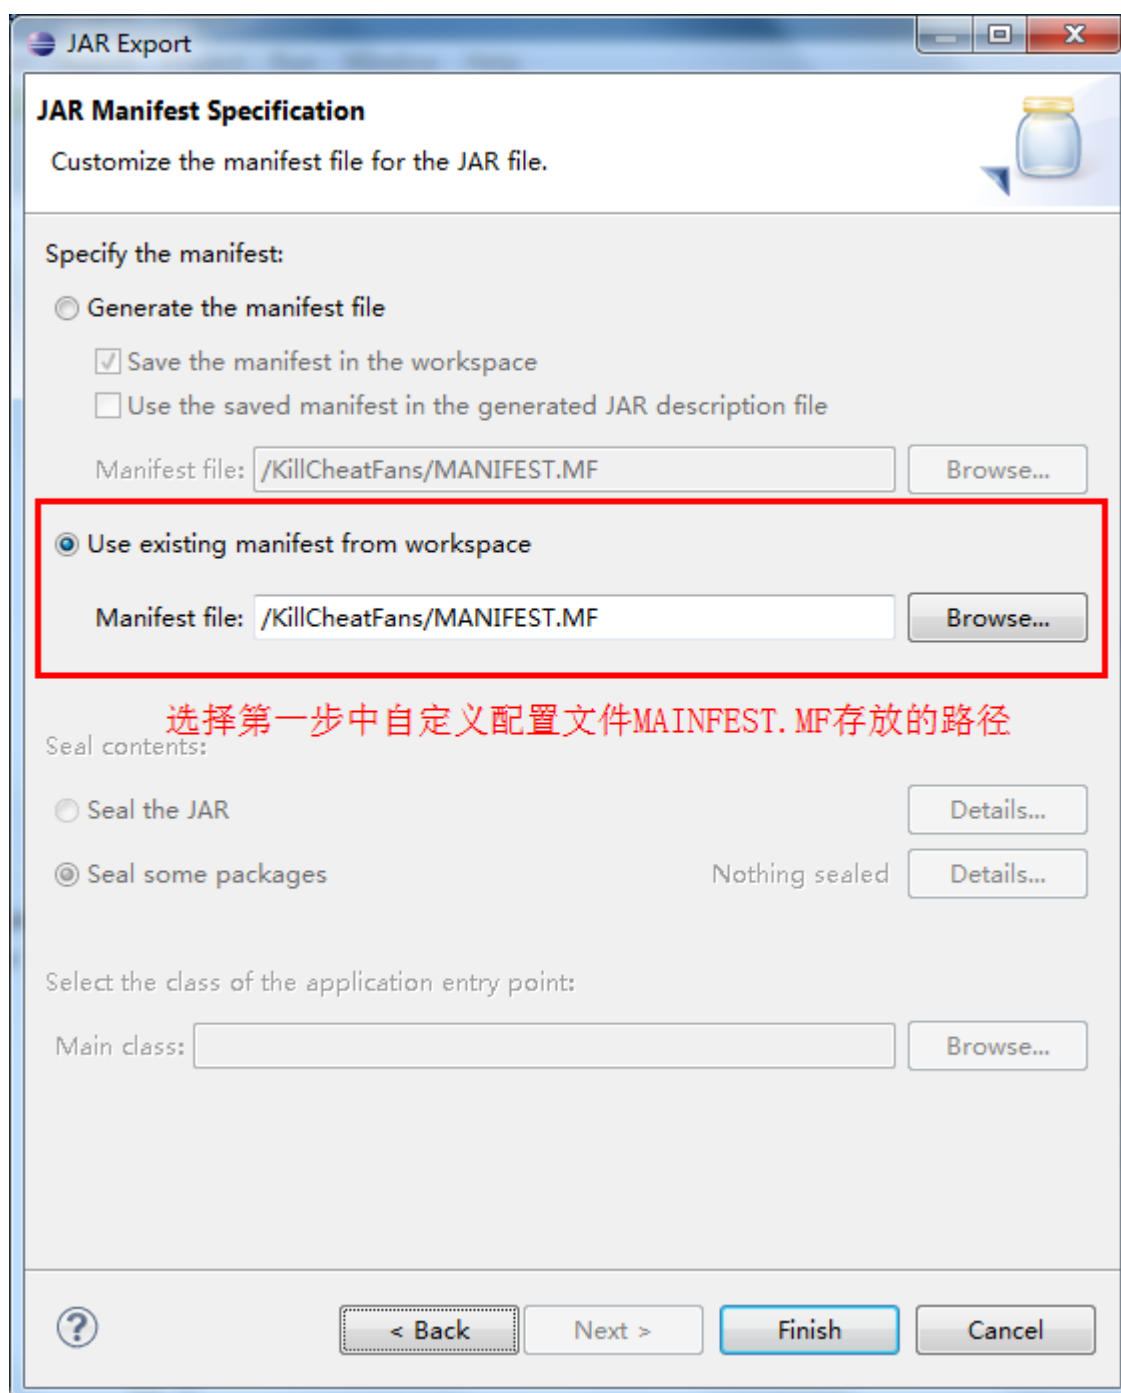 JAR Export
JAR Manifest Specification
Customize the manifest file for the JAR file.
Specify the manifest:
Generate the manifest file
Save the manifest in the workspace
Use the saved manifest in the generated JAR description file
Manifest file: /KillCheatFans/MANIFEST.MF Browse...
Use existing manifest from workspace
Manifest file: /KillCheatFans/MANIFEST.MF Browse...
选择第一步中自定义配置文件MAINFEST.MF存放的路径
Seal contents:
Seal the JAR Details...
Seal some packages Nothing sealed Details...
Select the class of the application entry point:
Main class: Browse...
? < Back Next > Finish Cancel